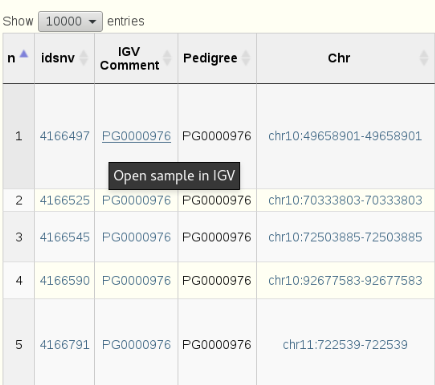 Show 10000 entries
n idsnv IGV Comment Pedigree Chr
1 4166497 PG0000976 PG0000976 chr10:49658901-49658901
Open sample in IGV
2 4166525 PG0000976 PG0000976 chr10:70333803-70333803
3 4166545 PG0000976 PG0000976 chr10:72503885-72503885
4 4166590 PG0000976 PG0000976 chr10:92677583-92677583
5 4166791 PG0000976 PG0000976 chr11:722539-722539